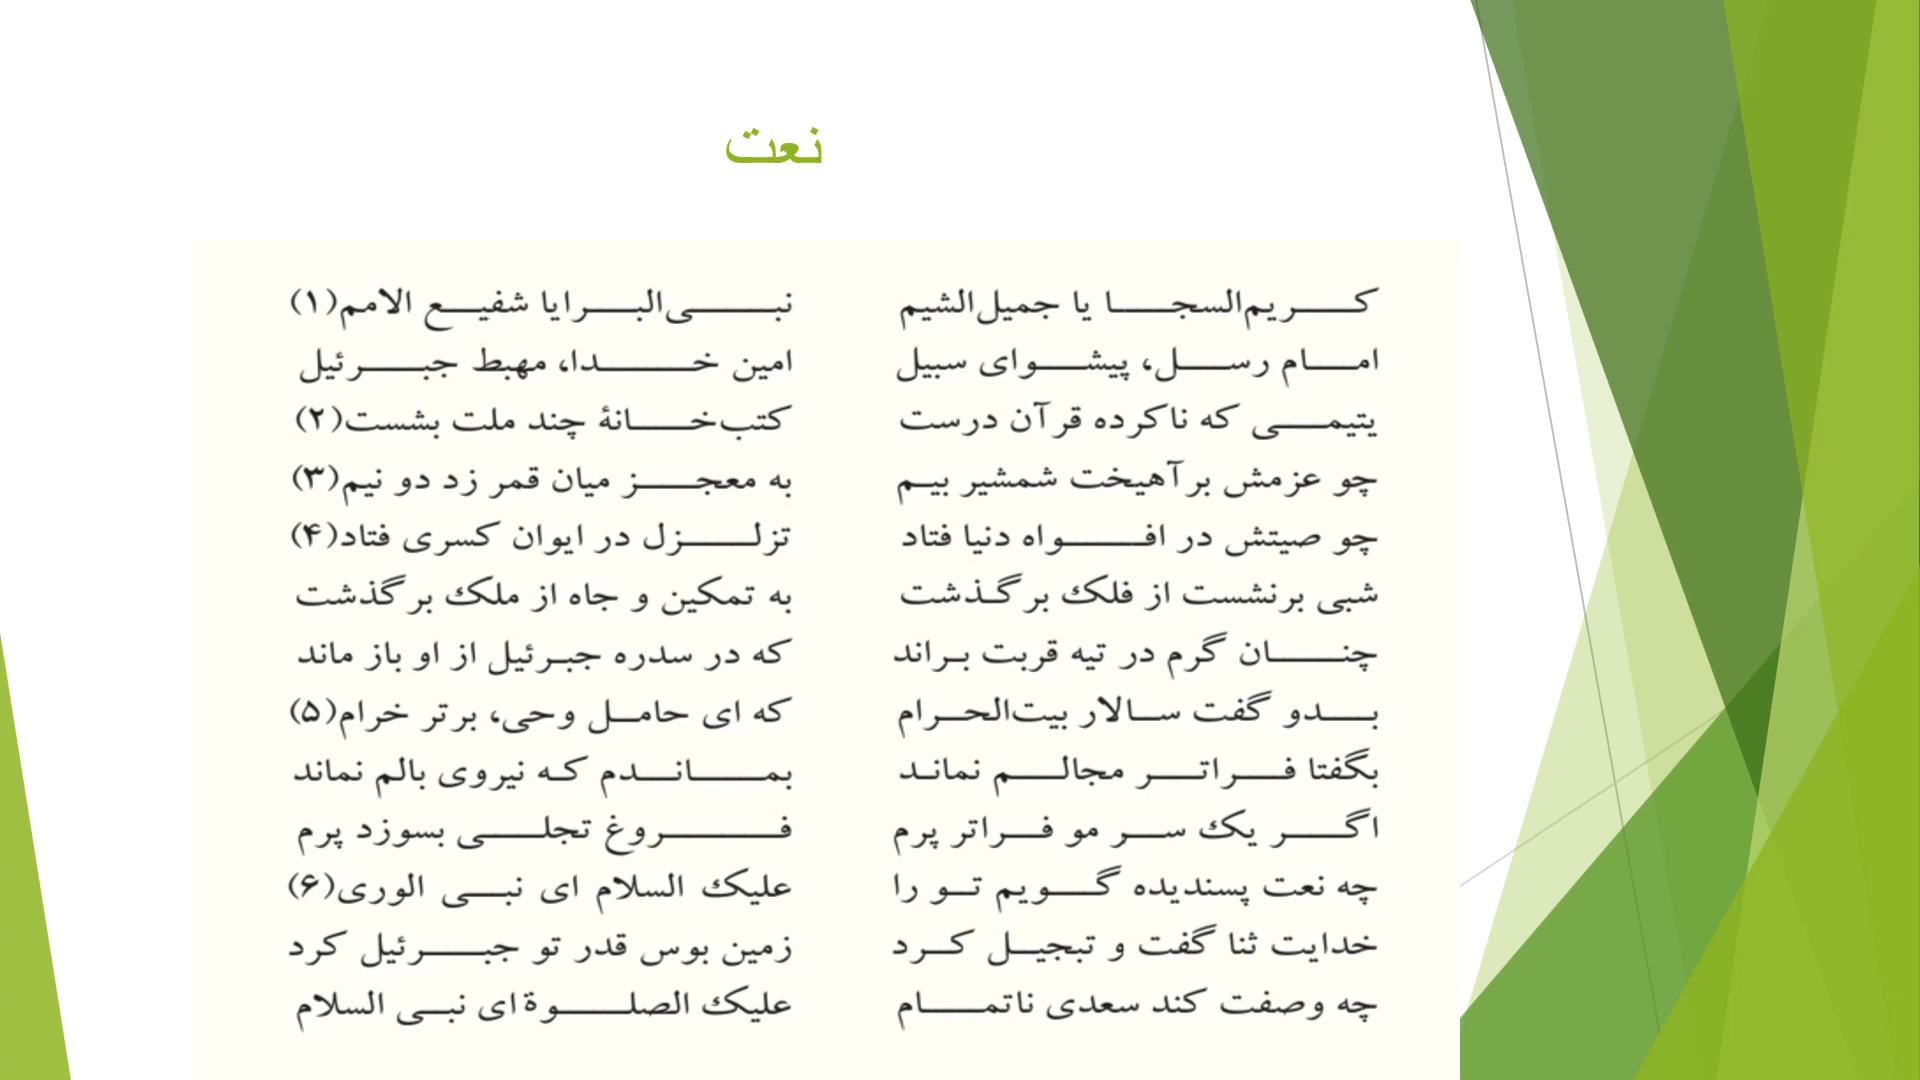 نعت
کریم‌السجا یا جمیل‌الشیم نبی‌البرایا شفیع الامم(۱)
امام رسل، پیشوای سبیل امین خدا، مهبط جبرئیل
یتیمی که ناکرده قرآن درست کتب‌خانهٔ چند ملت بشست(۲)
چو عزمش برآهیخت شمشیر بیم به معجز میان قمر زد دو نیم(۳)
چو صیتش در افواه دنیا فتاد تزلزل در ایوان کسری فتاد(۴)
شبی برنشست از فلک برگذشت به تمکین و جاه از ملک برگذشت
چنان گرم در تیه قربت براند که در سدره جبرئیل از او باز ماند
بدو گفت سالار بیت‌الحرام که ای حامل وحی، برتر خرام(۵)
بگفتا فراتر مجالم نماند بماندم که نیروی بالم نماند
اگر یک سر مو فراتر پرم فروغ تجلی بسوزد پرم
چه نعت پسندیده گویم تو را علیک السلام ای نبی الوری(۶)
خدایت ثنا گفت و تبجیل کرد زمین بوس قدر تو جبرئیل کرد
چه وصفت کند سعدی ناتمام علیک الصلوة ای نبی السلام